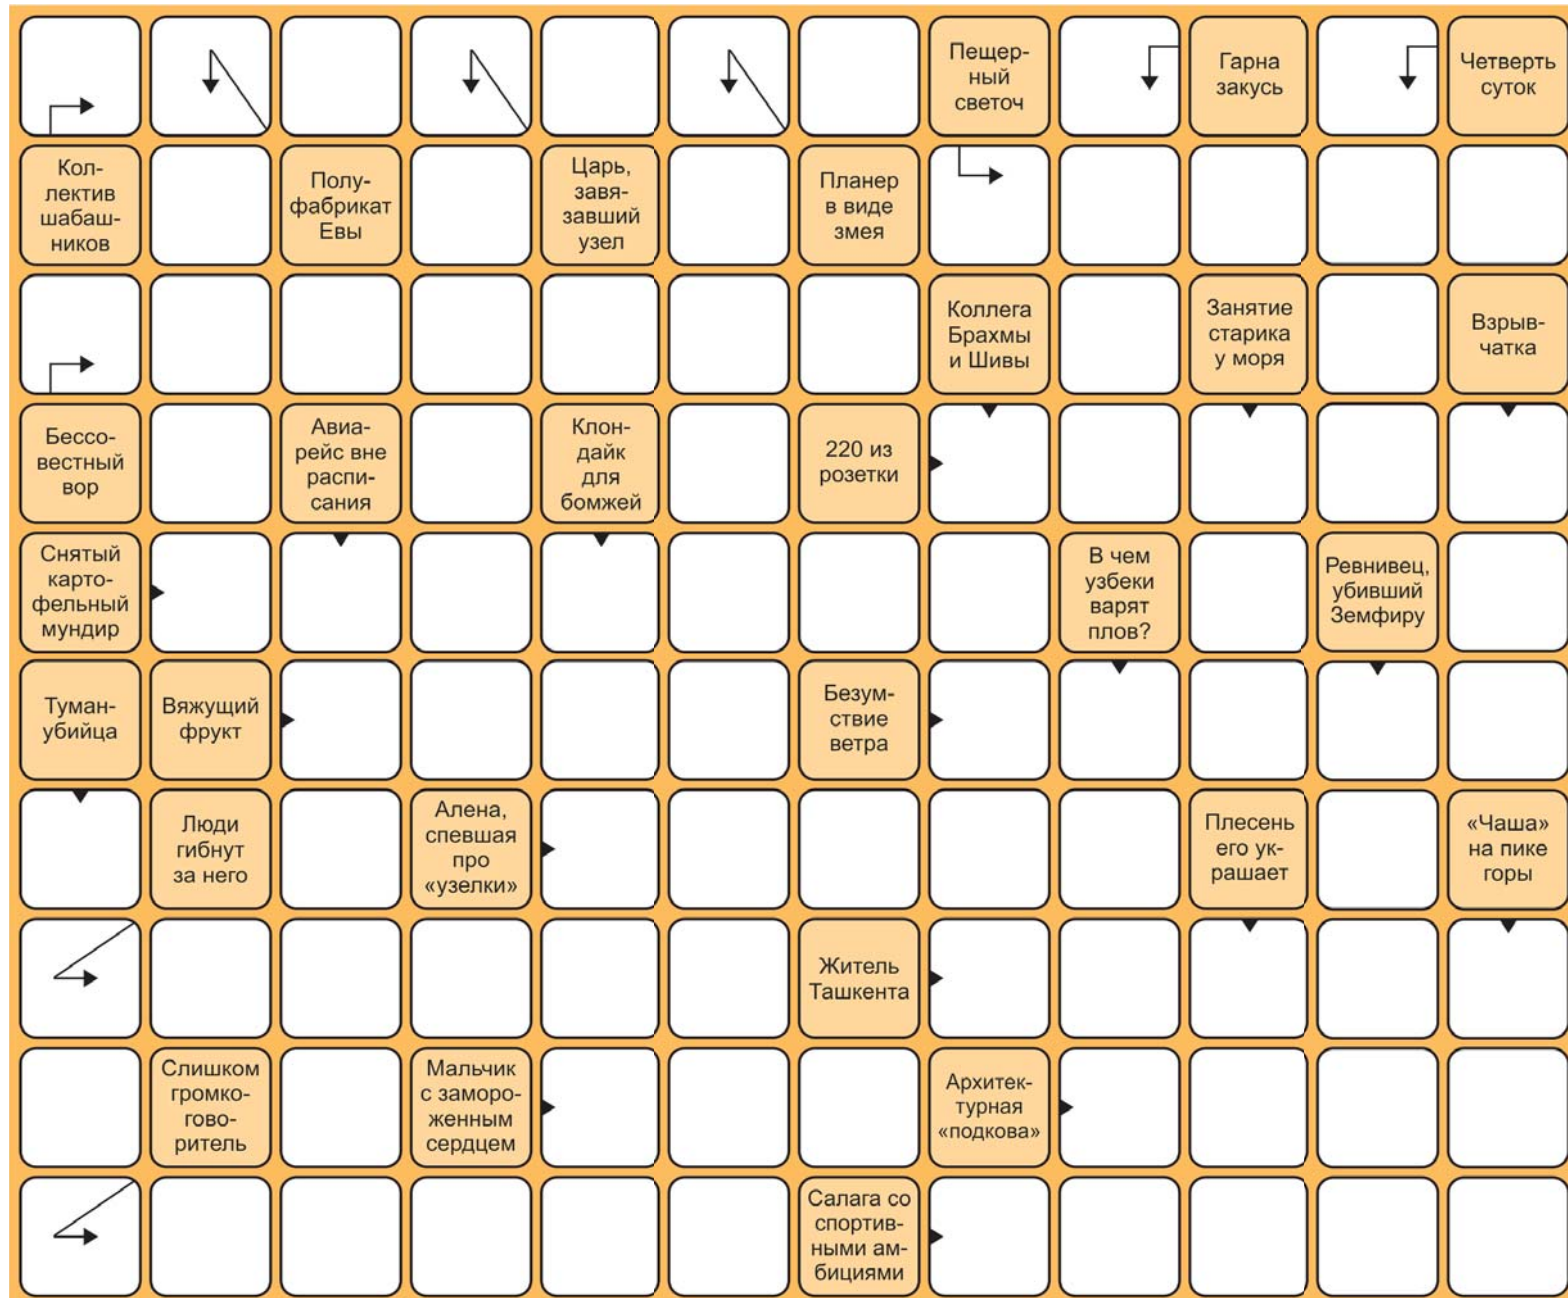 Пещер-
ный
светоч
Гарна
закусь
Четверть
суток
Кол-
лектив
шабаш-
ников
Полу-
фабрикат
Евы
Царь,
завя-
завший
узел
Планер
в виде
змея
Коллега
Брахмы
и Шивы
Занятие
старика
у моря
Взрыв-
чатка
Бессо-
вестный
вор
Авиа-
рейс вне
распи-
сания
Клон-
дайк
для
бомжей
220 из
розетки
Снятый
карто-
фельный
мундир
В чем
узбеки
варят
плов?
Ревнивец,
убивший
Земфиру
Туман-
убийца
Вяжущий
фрукт
Безум-
ствие
ветра
Люди
гибнут
за него
Алена,
спевшая
про
«узелки»
Плесень
его ук-
рашает
«Чаша»
на пике
горы
Житель
Ташкента
Слишком
громко-
гово-
ритель
Мальчик
с заморо-
женным
сердцем
Архитек-
турная
«подкова»
Салага со
спортив-
ными ам-
бициями